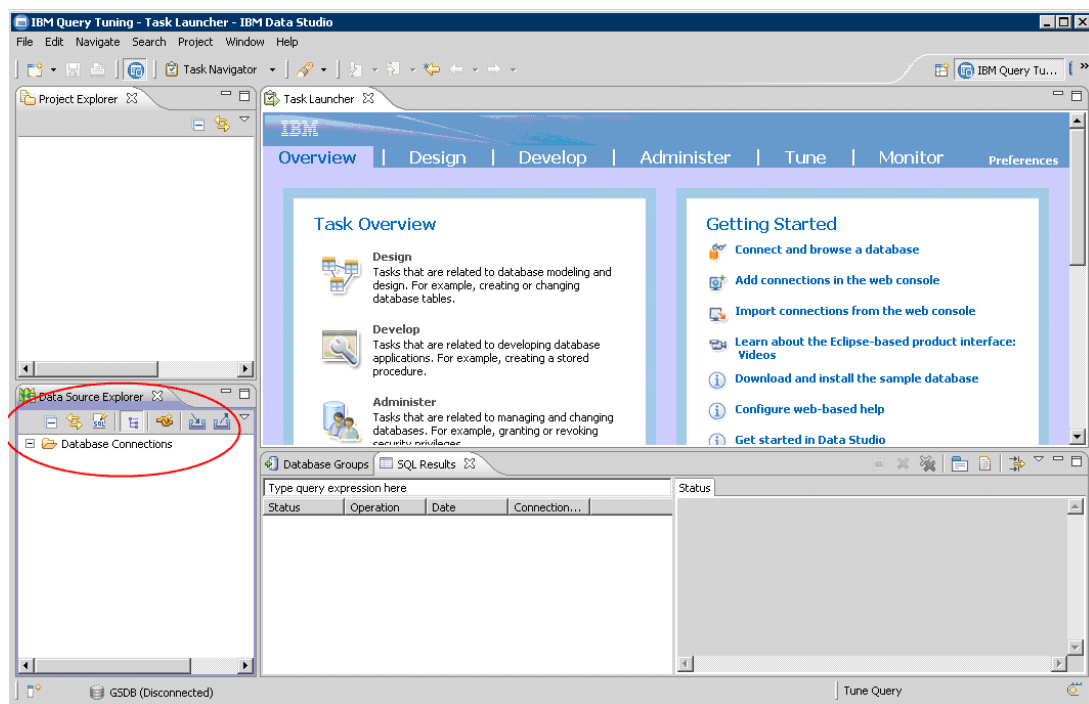 IBM Query Tuning - Task Launcher - IBM Data Studio
File Edit Navigate Search Project Window Help
Task Navigator
IBM Query Tu...
Project Explorer
Task Launcher
IBM
Overview | Design | Develop | Administer | Tune | Monitor Preferences
Task Overview
Design
Tasks that are related to database modeling and
design. For example, creating or changing
database tables.
Develop
Tasks that are related to developing database
applications. For example, creating a stored
procedure.
Administer
Tasks that are related to managing and changing
databases. For example, granting or revoking
security privileges.
Getting Started
Connect and browse a database
Add connections in the web console
Import connections from the web console
Learn about the Eclipse-based product interface:
Videos
Download and install the sample database
Configure web-based help
Get started in Data Studio
Data Source Explorer
Database Connections
Database Groups SQL Results
Type query expression here
Status Operation Date Connection...
Status
GSDB (Disconnected)
Tune Query